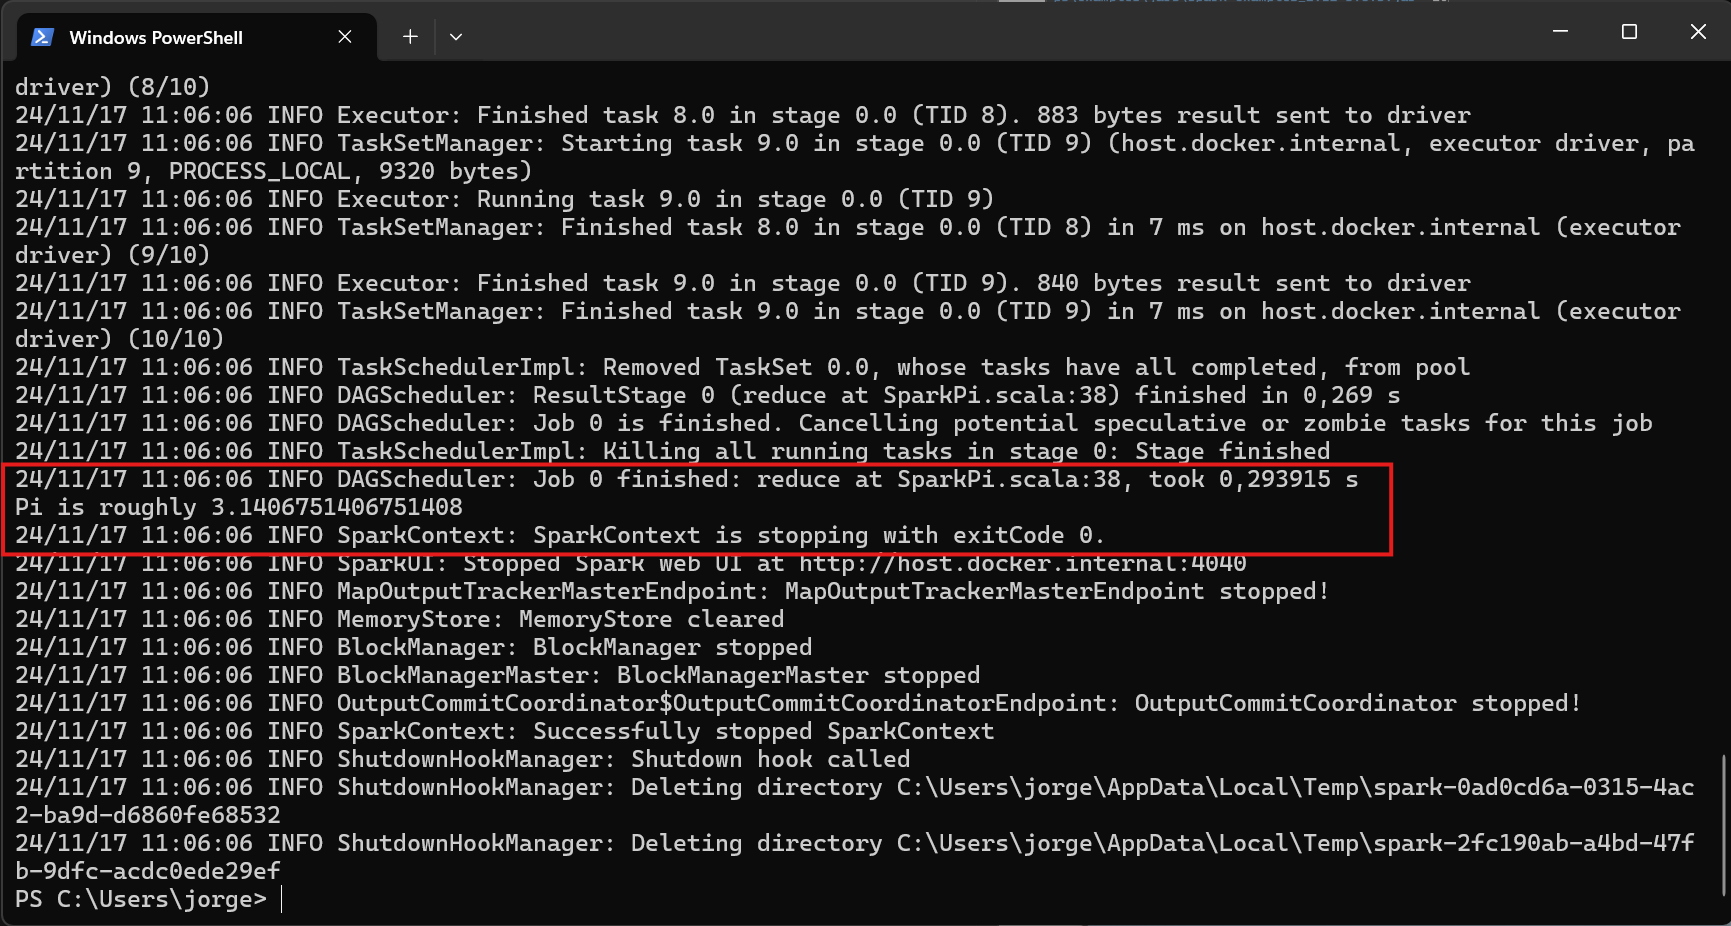 Windows PowerShell
driver) (8/10)
24/11/17 11:06:06 INFO Executor: Finished task 8.0 in stage 0.0 (TID 8). 883 bytes result sent to driver
24/11/17 11:06:06 INFO TaskSetManager: Starting task 9.0 in stage 0.0 (TID 9) (host.docker.internal, executor driver, pa
rtition 9, PROCESS_LOCAL, 9320 bytes)
24/11/17 11:06:06 INFO Executor: Running task 9.0 in stage 0.0 (TID 9)
24/11/17 11:06:06 INFO TaskSetManager: Finished task 8.0 in stage 0.0 (TID 8) in 7 ms on host.docker.internal (executor
driver) (9/10)
24/11/17 11:06:06 INFO Executor: Finished task 9.0 in stage 0.0 (TID 9). 840 bytes result sent to driver
24/11/17 11:06:06 INFO TaskSetManager: Finished task 9.0 in stage 0.0 (TID 9) in 7 ms on host.docker.internal (executor
driver) (10/10)
24/11/17 11:06:06 INFO TaskSchedulerImpl: Removed TaskSet 0.0, whose tasks have all completed, from pool
24/11/17 11:06:06 INFO DAGScheduler: ResultStage 0 (reduce at SparkPi.scala:38) finished in 0,269 s
24/11/17 11:06:06 INFO DAGScheduler: Job 0 is finished. Cancelling potential speculative or zombie tasks for this job
24/11/17 11:06:06 INFO TaskSchedulerImpl: Killing all running tasks in stage 0: Stage finished
24/11/17 11:06:06 INFO DAGScheduler: Job 0 finished: reduce at SparkPi.scala:38, took 0,293915 s
Pi is roughly 3.1406751406751408
24/11/17 11:06:06 INFO SparkContext: SparkContext is stopping with exitCode 0.
24/11/17 11:06:06 INFO SparkUI: Stopped Spark web UI at http://host.docker.internal:4040
24/11/17 11:06:06 INFO MapOutputTrackerMasterEndpoint: MapOutputTrackerMasterEndpoint stopped!
24/11/17 11:06:06 INFO MemoryStore: MemoryStore cleared
24/11/17 11:06:06 INFO BlockManager: BlockManager stopped
24/11/17 11:06:06 INFO BlockManagerMaster: BlockManagerMaster stopped
24/11/17 11:06:06 INFO OutputCommitCoordinator$OutputCommitCoordinatorEndpoint: OutputCommitCoordinator stopped!
24/11/17 11:06:06 INFO SparkContext: Successfully stopped SparkContext
24/11/17 11:06:06 INFO ShutdownHookManager: Shutdown hook called
24/11/17 11:06:06 INFO ShutdownHookManager: Deleting directory C:\Users\jorge\AppData\Local\Temp\spark-0ad0cd6a-0315-4ac
2-ba9d-d6860fe68532
24/11/17 11:06:06 INFO ShutdownHookManager: Deleting directory C:\Users\jorge\AppData\Local\Temp\spark-2fc190ab-a4bd-47f
b-9dfc-acdc0ede29ef
PS C:\Users\jorge>